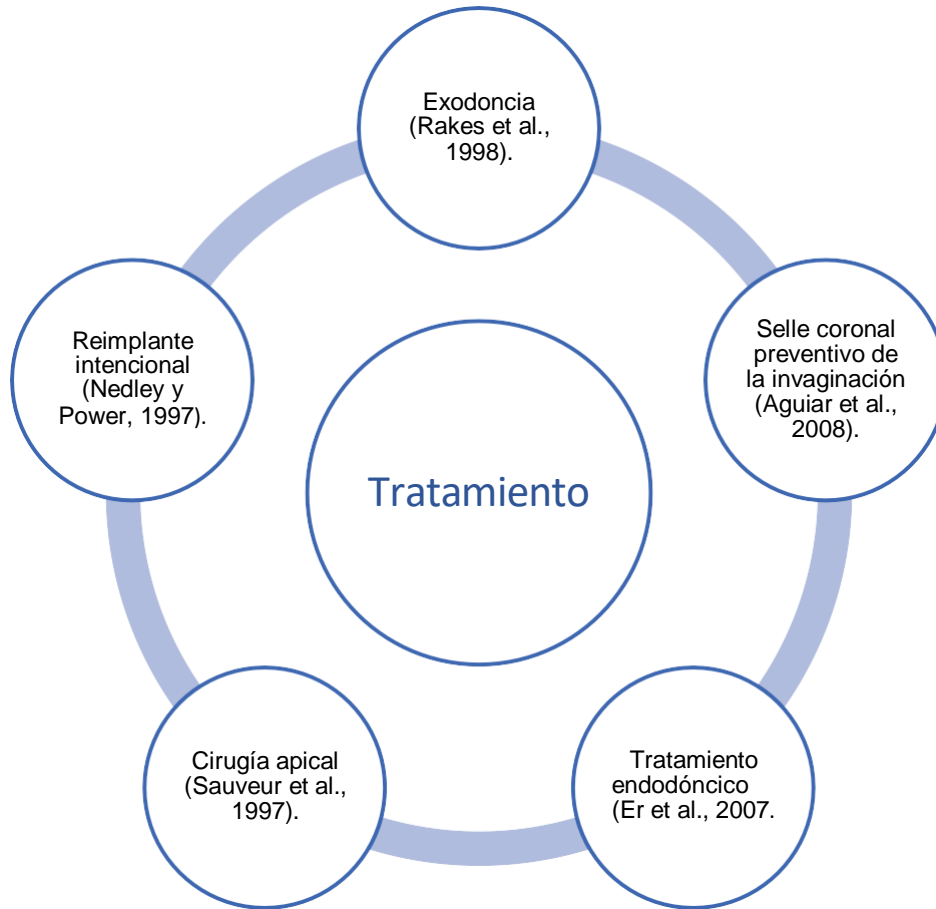 Exodoncia
(Rakes et al.,
1998).
Selle coronal
preventivo de
la invaginación
(Aguiar et al.,
2008).
Tratamiento
endodóncico
(Er et al., 2007.
Cirugía apical
(Sauveur et al.,
1997).
Reimplante
intencional
(Nedley y
Power, 1997).
Tratamiento